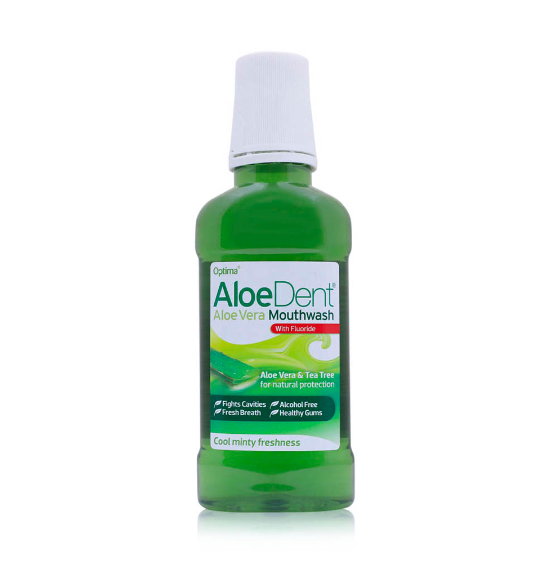 Optima®
AloeDent®
Aloe Vera Mouthwash
With Fluoride
Aloe Vera & Tea Tree
for natural protection
Fights Cavities Alcohol Free
Fresh Breath Healthy Gums
Cool minty freshness